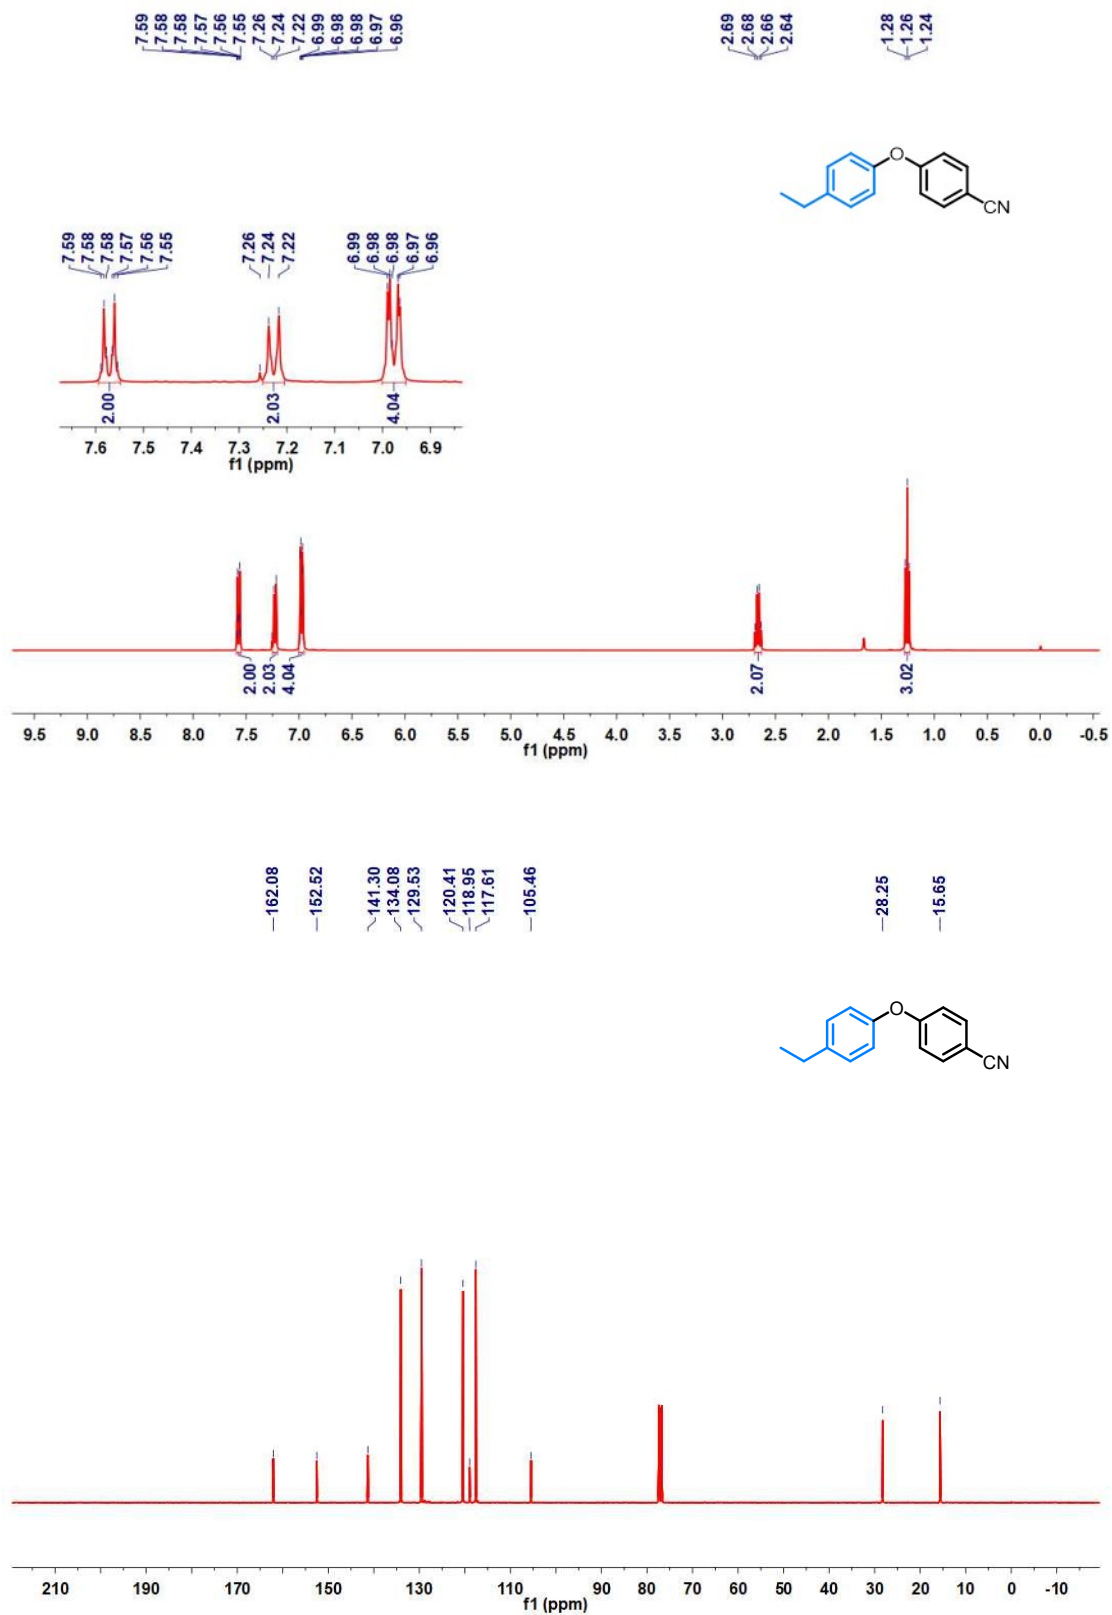 7.59 7.58 7.58 7.57 7.56 7.55 7.26 7.24 7.22 6.99 6.98 6.98 6.97 6.96 2.69 2.68 2.66 2.64 1.28 1.26 1.24
O
CN
7.59 7.58 7.58 7.57 7.56 7.55 7.26 7.24 7.22 6.99 6.98 6.98 6.97 6.96
2.00 2.03 4.04
7.6 7.5 7.4 7.3 7.2 7.1 7.0 6.9
f1 (ppm)
2.00 2.03 4.04 2.07 3.02
9.5 9.0 8.5 8.0 7.5 7.0 6.5 6.0 5.5 5.0 4.5 4.0 3.5 3.0 2.5 2.0 1.5 1.0 0.5 0.0 -0.5
f1 (ppm)
162.08 152.52 141.30 134.08 129.53 120.41 118.95 117.61 105.46 28.25 15.65
O
CN
210 190 170 150 130 110 90 80 70 60 50 40 30 20 10 0 -10
f1 (ppm)